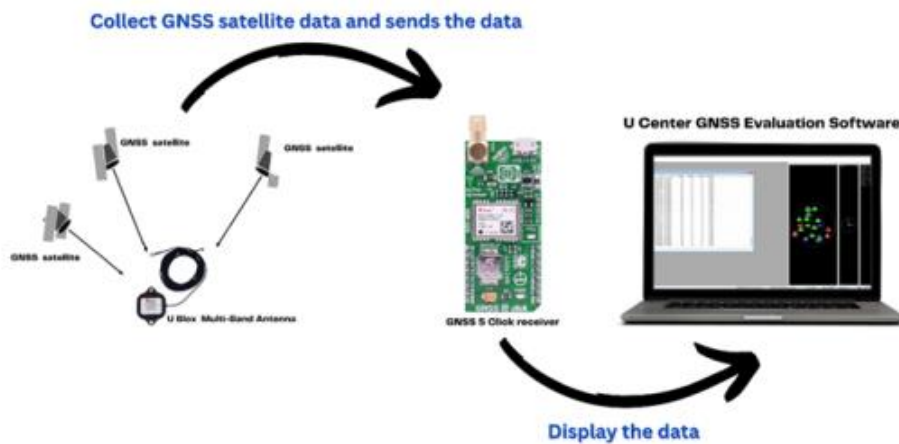 Collect GNSS satellite data and sends the data
U Center GNSS Evaluation Software
GNSS satellite
GNSS satellite
GNSS satellite
U Blox Multi-Band Antenna
GNSS 5 Click receiver
Display the data